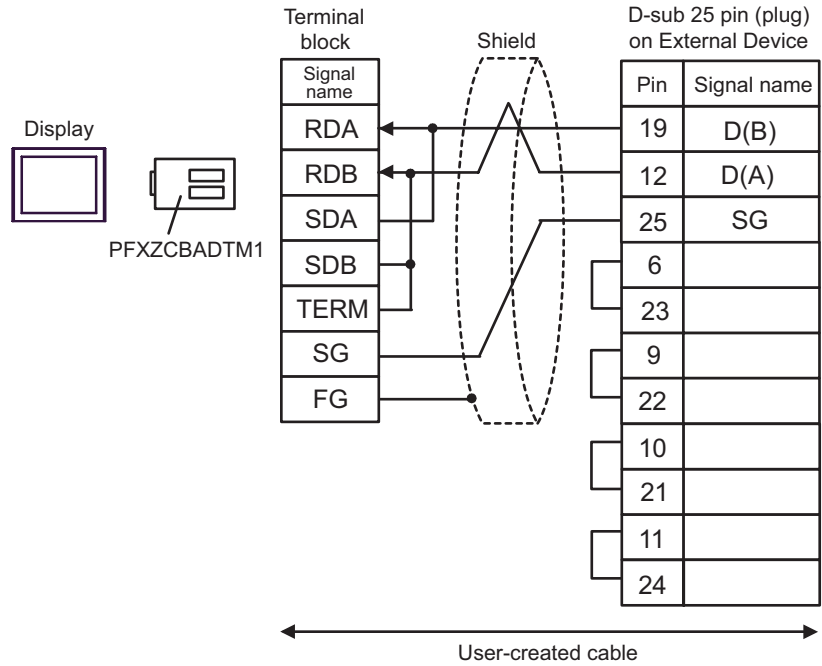 Terminal
block
Shield
D-sub 25 pin (plug)
on External Device
Signal
name
Pin Signal name
Display
RDA 19 D(B)
RDB 12 D(A)
SDA 25 SG
PFXZCBADTM1
SDB 6
TERM 23
SG 9
FG 22
10
21
11
24
User-created cable